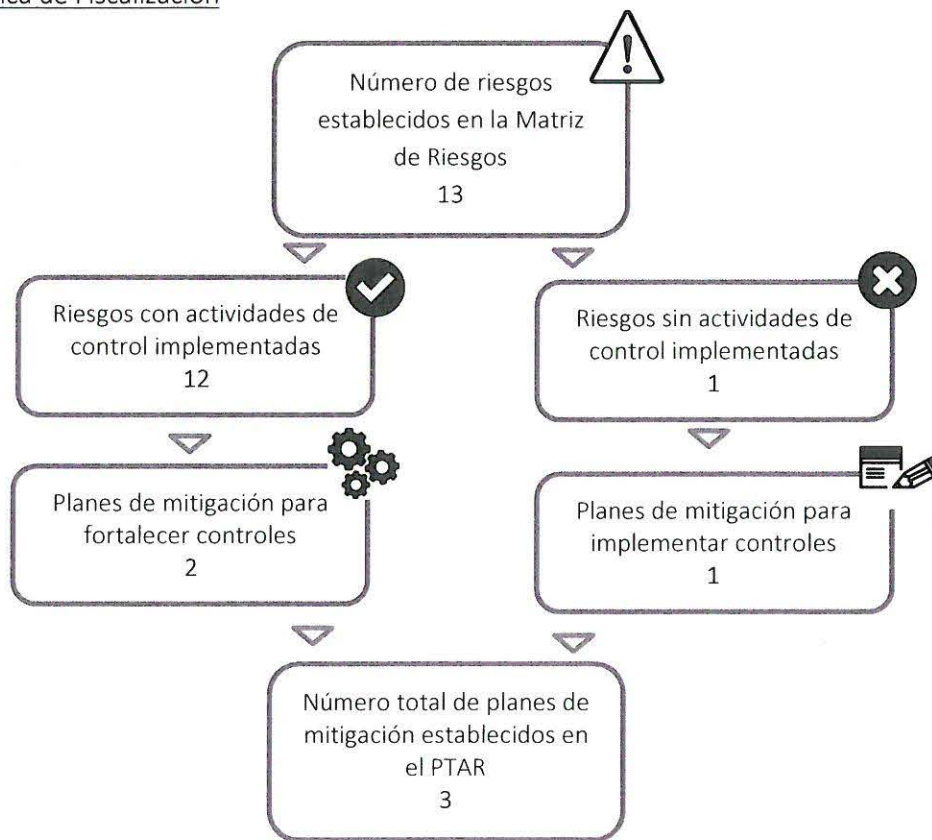 de Fiscalización
Número de riesgos
establecidos en la Matriz
de Riesgos
13
Riesgos con actividades de
control implementadas
12
Riesgos sin actividades de
control implementadas
1
Planes de mitigación para
fortalecer controles
2
Planes de mitigación para
implementar controles
1
Número total de planes de
mitigación establecidos en
el PTAR
3